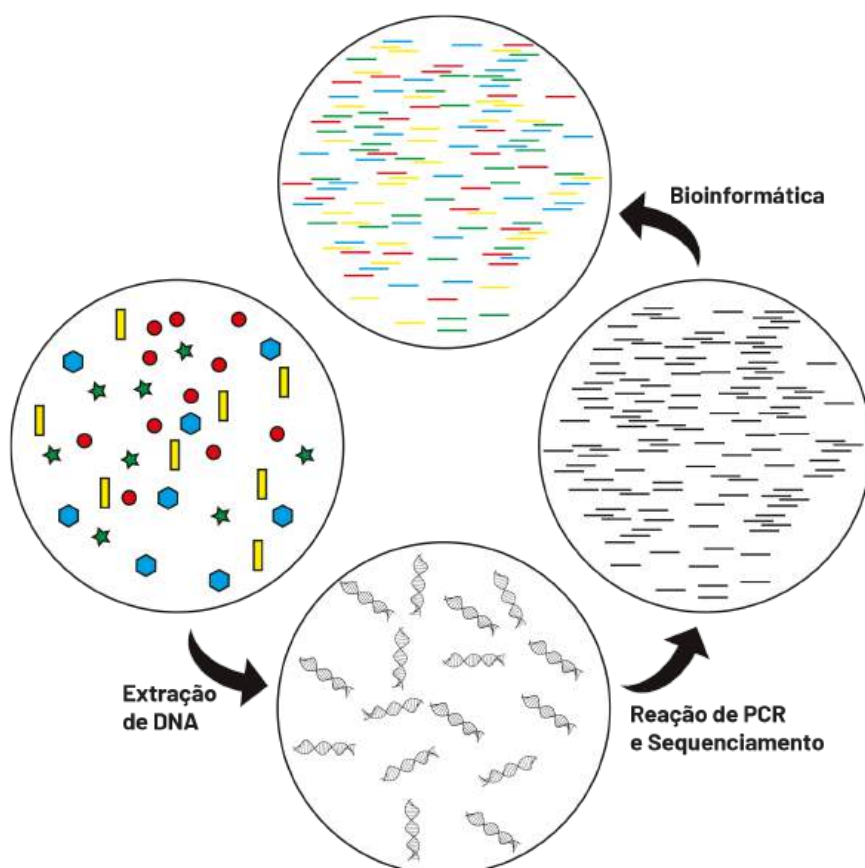 Bioinformática
Extração
de DNA
Reação de PCR
e Sequenciamento